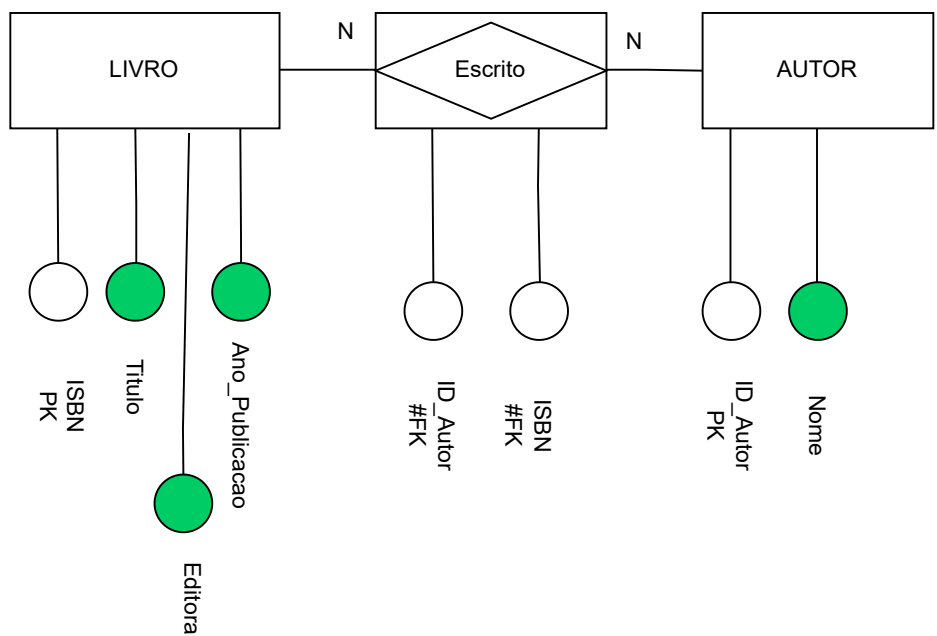 LIVRO
N
Escrito
N
AUTOR
ISBN
PK
Titulo
Ano_Publicacao
Editora
ID_Autor
#FK
ISBN
#FK
ID_Autor
PK
Nome